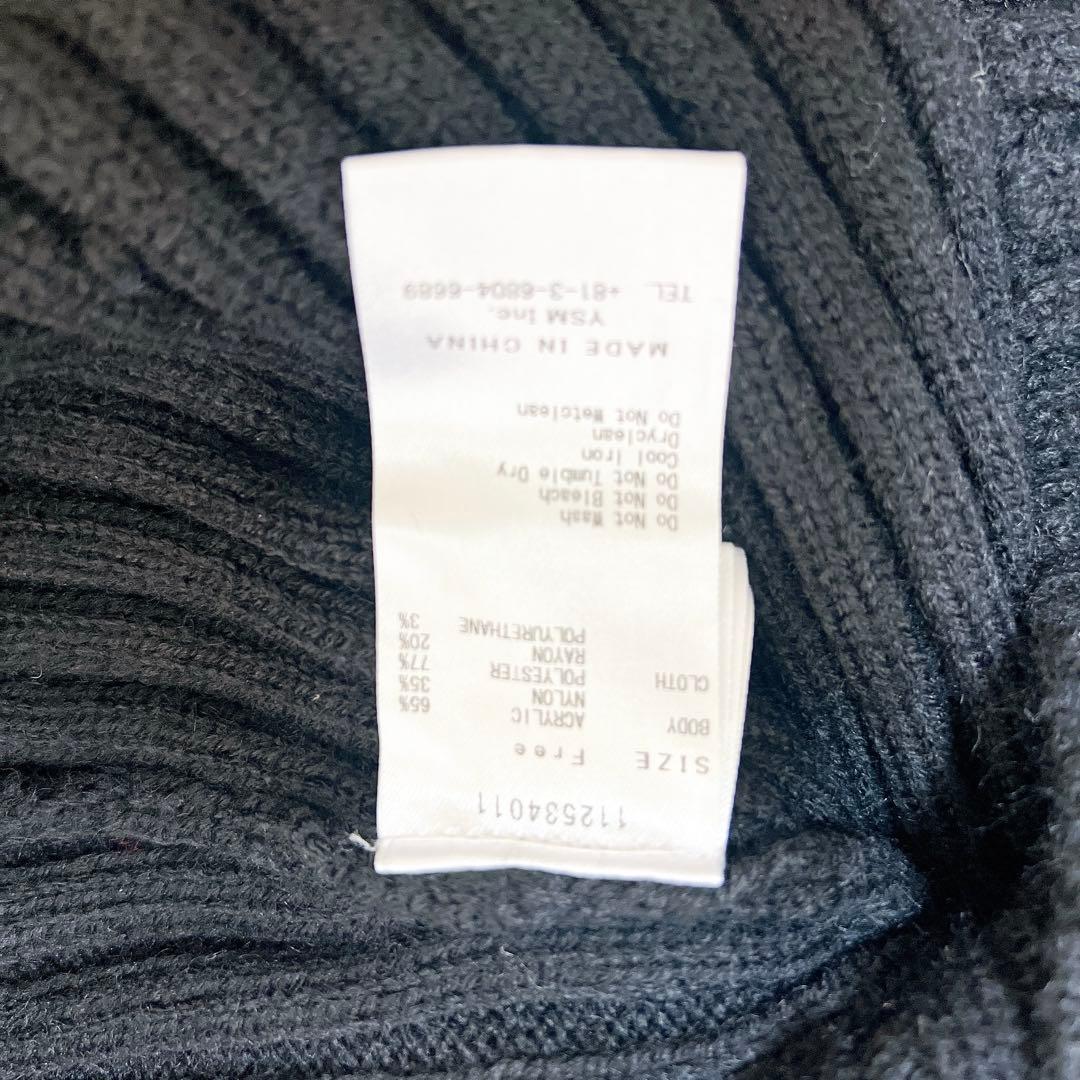 112534011
SIZE Free
BODY ACRYLIC 65%
NYLON 35%
CLOTH POLYESTER 77%
RAYON 20%
POLYURETHANE 3%
Do Not Wash
Do Not Bleach
Do Not Tumble Dry
Cool Iron
Dryclean
Do Not Wetclean
MADE IN CHINA
YSM Inc.
TEL +81-3-6804-6689